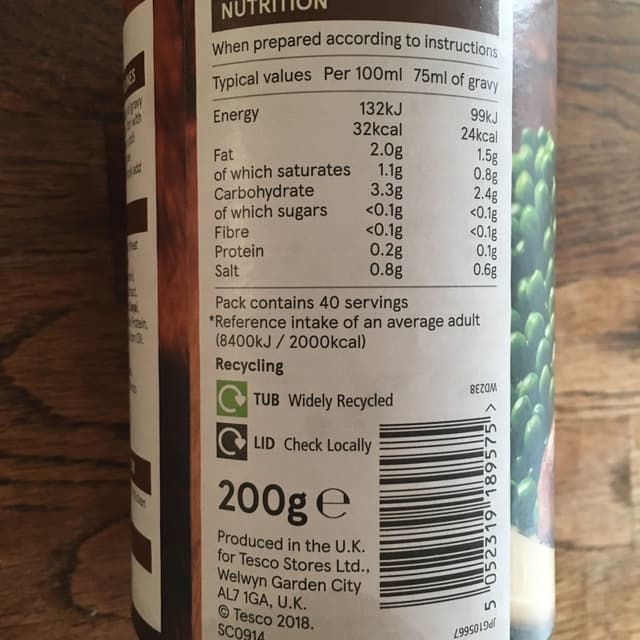 NUTRITION
When prepared according to instructions
Typical values Per 100ml 75ml of gravy
Energy 132kJ 99kJ
32kcal 24kcal
Fat 2.0g 1.5g
of which saturates 1.1g 0.8g
Carbohydrate 3.3g 2.4g
of which sugars <0.1g <0.1g
Fibre <0.1g <0.1g
Protein 0.2g 0.1g
Salt 0.8g 0.6g
Pack contains 40 servings
*Reference intake of an average adult
(8400kJ / 2000kcal)
Recycling
TUB Widely Recycled
LID Check Locally
WD238
200g e
5 052319 189575 >
Produced in the U.K.
for Tesco Stores Ltd.,
Welwyn Garden City
AL7 1GA, U.K.
© Tesco 2018.
SC0914
JPG105667